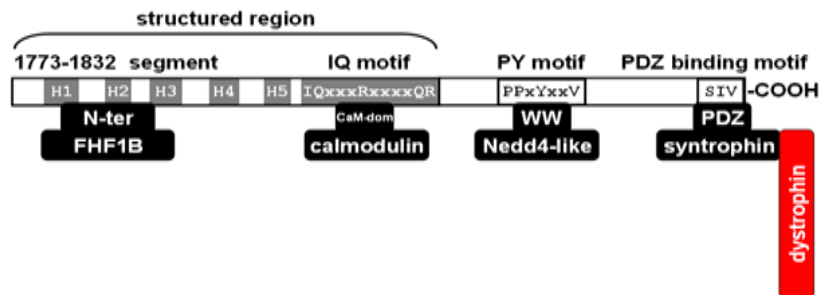 structured region
1773-1832 segment IQ motif PY motif PDZ binding motif
H1 H2 H3 H4 H5 IQxxxRxxxxQR PPxYxxV SIV -COOH
N-ter CaM-dom WW PDZ
FHF1B calmodulin Nedd4-like syntrophin
dystrophin